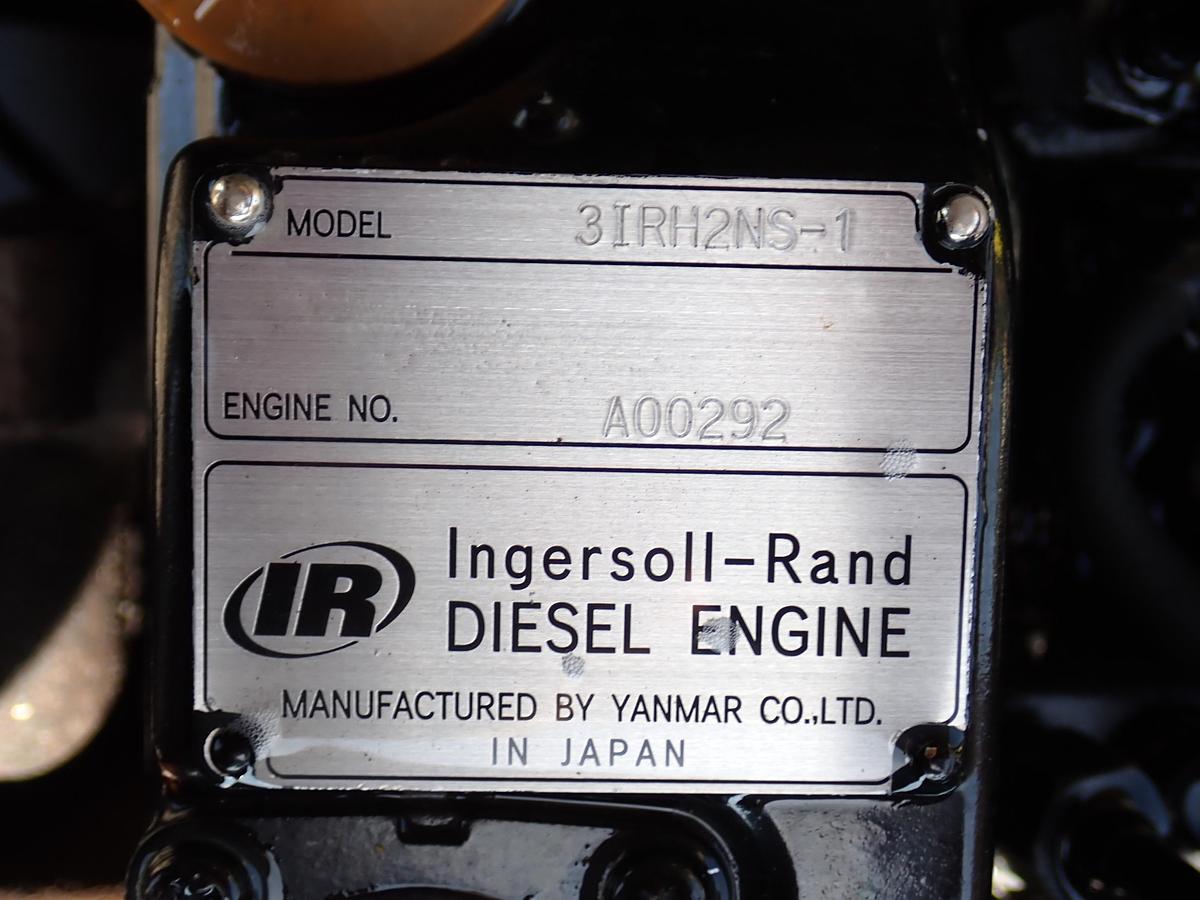 MODEL 3IRH2NS-1
ENGINE NO. A00292
IR Ingersoll-Rand
DIESEL ENGINE
MANUFACTURED BY YANMAR CO.,LTD.
IN JAPAN